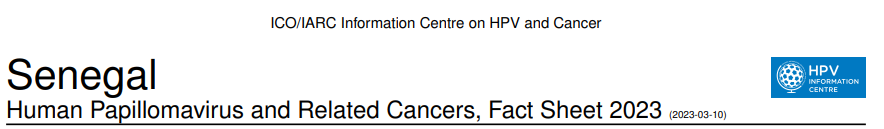 ICO/IARC Information Centre on HPV and Cancer
Senegal
HPV
INFORMATION
CENTRE
Human Papillomavirus and Related Cancers, Fact Sheet 2023 (2023-03-10)